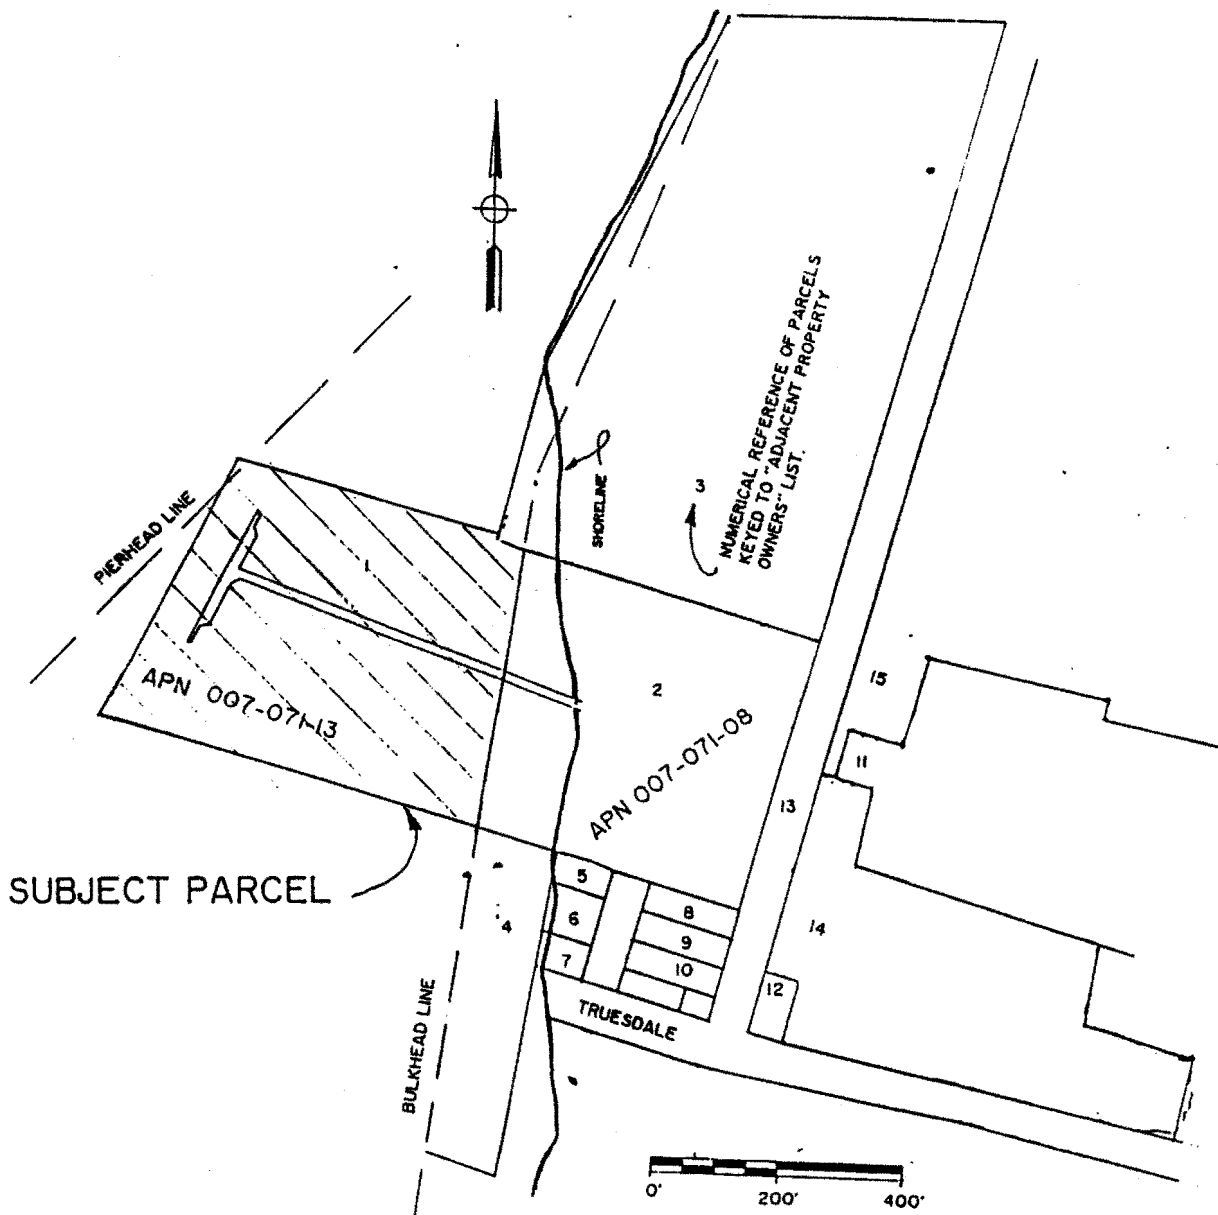 NUMERICAL REFERENCE OF PARCELS
KEYED TO "ADJACENT PROPERTY
OWNERS" LIST.
3
SHORELINE
PIERHEAD LINE
1
APN 007-071-13
2
APN 007-071-08
15
11
13
SUBJECT PARCEL
4
5
6
7
8
9
10
14
12
TRUESDALE
BULKHEAD LINE
0' 200' 400'